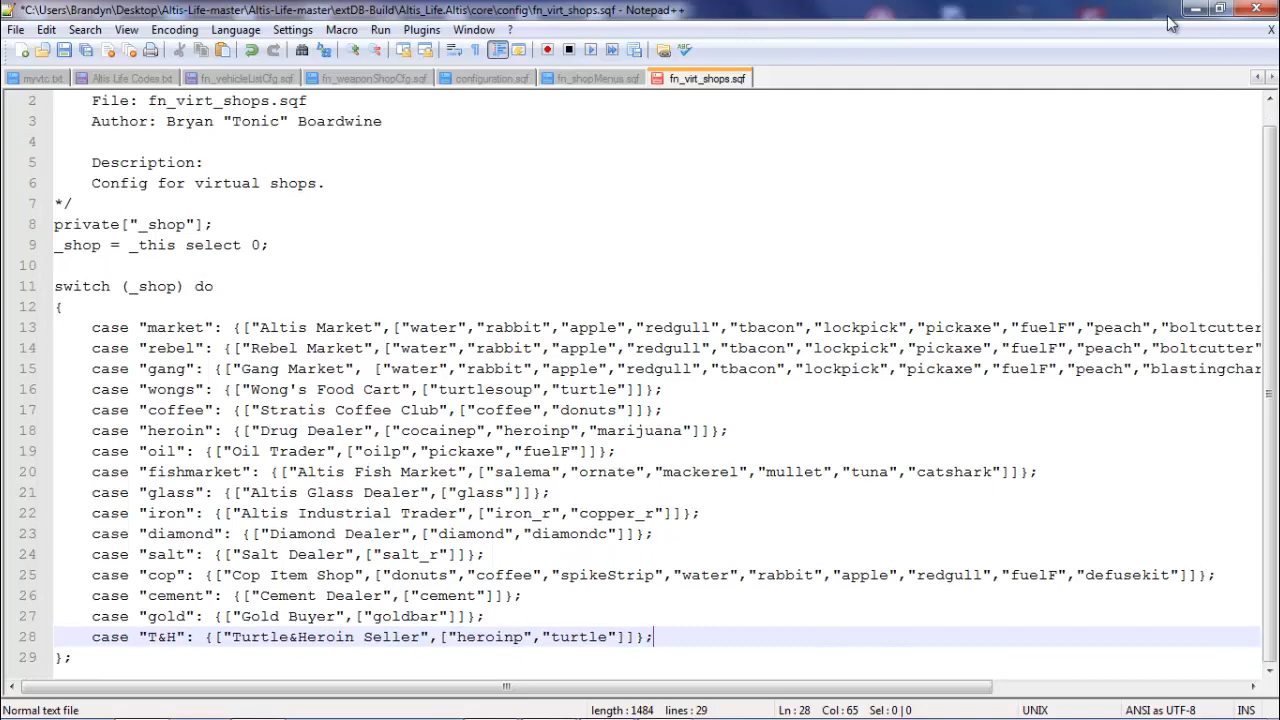 *C:\Users\Brandyn\Desktop\Altis-Life-master\Altis-Life-master\extDB-Build\Altis_Life.Altis\core\config\fn_virt_shops.sqf - Notepad++
File Edit Search View Encoding Language Settings Macro Run Plugins Window ? X
myvtc.txt Altis Life Codes.txt fn_vehicleListCfg.sqf fn_weaponShopCfg.sqf configuration.sqf fn_shopMenus.sqf fn_virt_shops.sqf
2 File: fn_virt_shops.sqf
3 Author: Bryan "Tonic" Boardwine
4
5 Description:
6 Config for virtual shops.
7 */
8 private["_shop"];
9 _shop = _this select 0;
10
11 switch (_shop) do
12 {
13 case "market": {["Altis Market",["water","rabbit","apple","redgull","tbacon","lockpick","pickaxe","fuelF","peach","boltcutter
14 case "rebel": {["Rebel Market",["water","rabbit","apple","redgull","tbacon","lockpick","pickaxe","fuelF","peach","boltcutter"
15 case "gang": {["Gang Market", ["water","rabbit","apple","redgull","tbacon","lockpick","pickaxe","fuelF","peach","blastingchar
16 case "wongs": {["Wong's Food Cart",["turtlesoup","turtle"]]};
17 case "coffee": {["Stratis Coffee Club",["coffee","donuts"]]};
18 case "heroin": {["Drug Dealer",["cocainep","heroinp","marijuana"]]};
19 case "oil": {["Oil Trader",["oilp","pickaxe","fuelF"]]};
20 case "fishmarket": {["Altis Fish Market",["salema","ornate","mackerel","mullet","tuna","catshark"]]};
21 case "glass": {["Altis Glass Dealer",["glass"]]};
22 case "iron": {["Altis Industrial Trader",["iron_r","copper_r"]]};
23 case "diamond": {["Diamond Dealer",["diamond","diamondc"]]};
24 case "salt": {["Salt Dealer",["salt_r"]]};
25 case "cop": {["Cop Item Shop",["donuts","coffee","spikeStrip","water","rabbit","apple","redgull","fuelF","defusekit"]]};
26 case "cement": {["Cement Dealer",["cement"]]};
27 case "gold": {["Gold Buyer",["goldbar"]]};
28 case "T&H": {["Turtle&Heroin Seller",["heroinp","turtle"]]};
29 };
Normal text file length : 1484 lines : 29 Ln : 28 Col : 65 Sel : 0 | 0 UNIX ANSI as UTF-8 INS